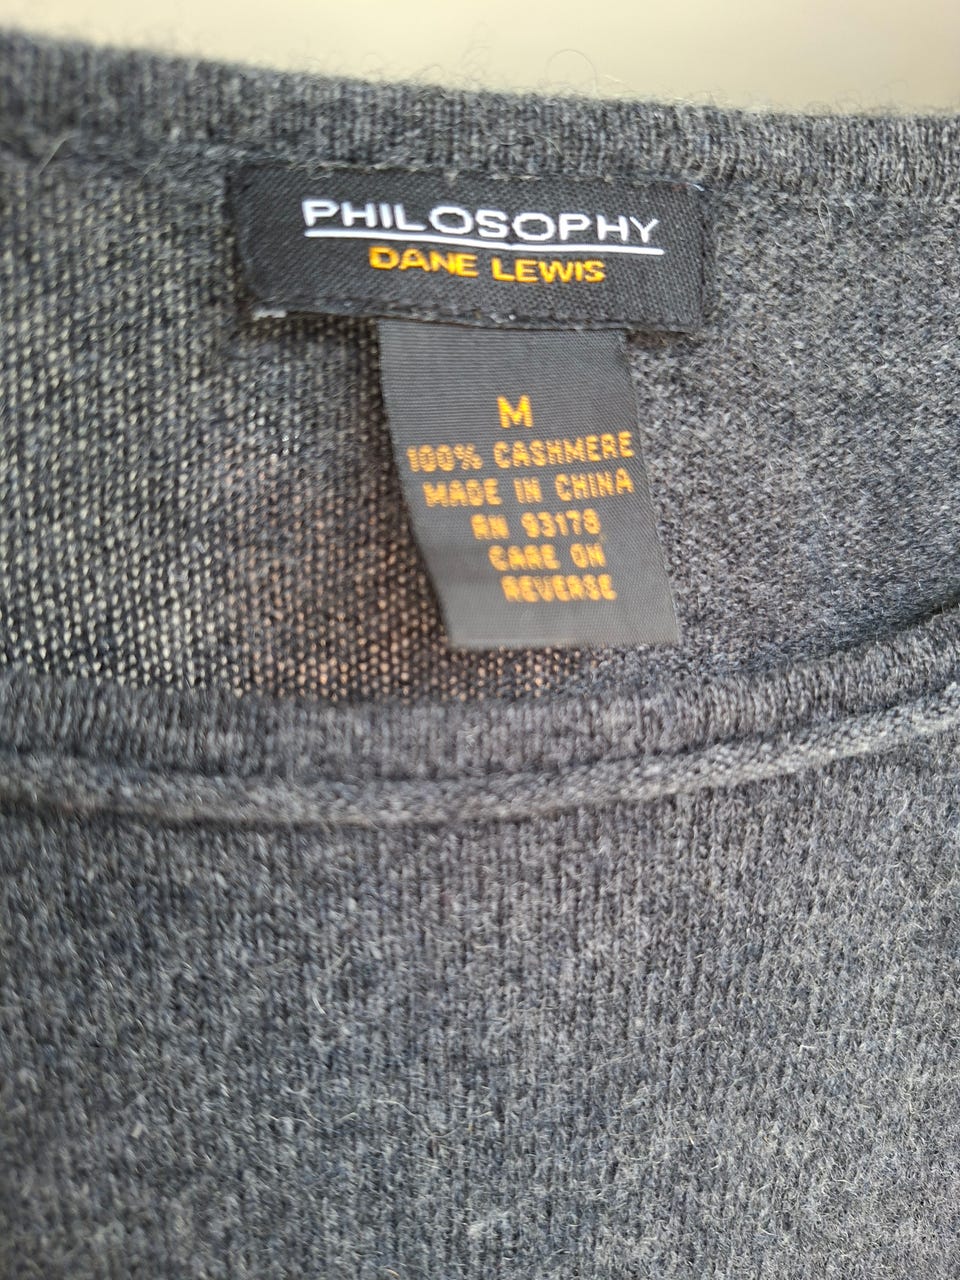 PHILOSOPHY
DANE LEWIS
M
100% CASHMERE
MADE IN CHINA
RN 93178
CARE ON
REVERSE